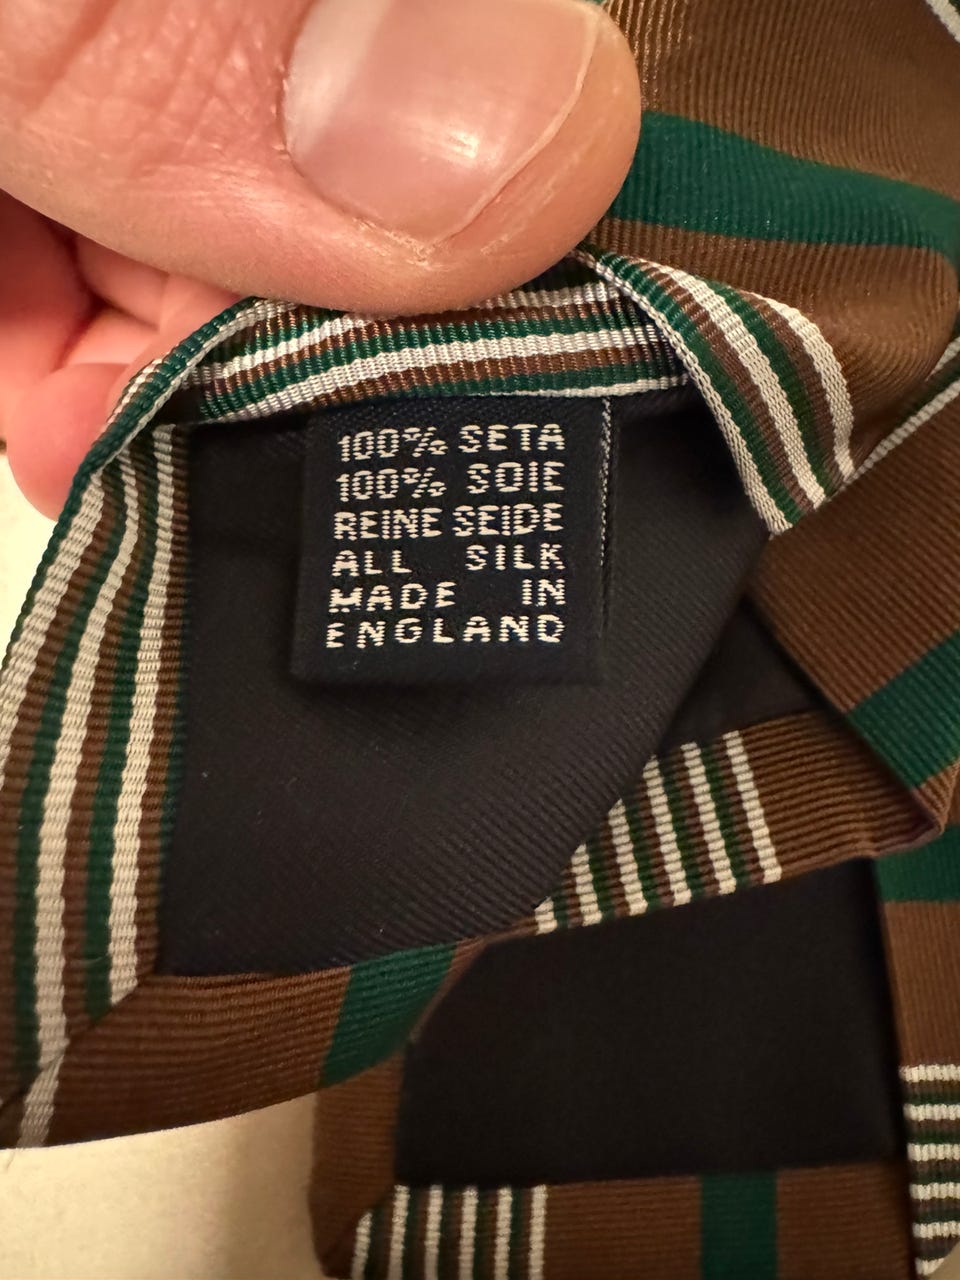 100% SETA
100% SOIE
REINE SEIDE
ALL SILK
MADE IN
ENGLAND